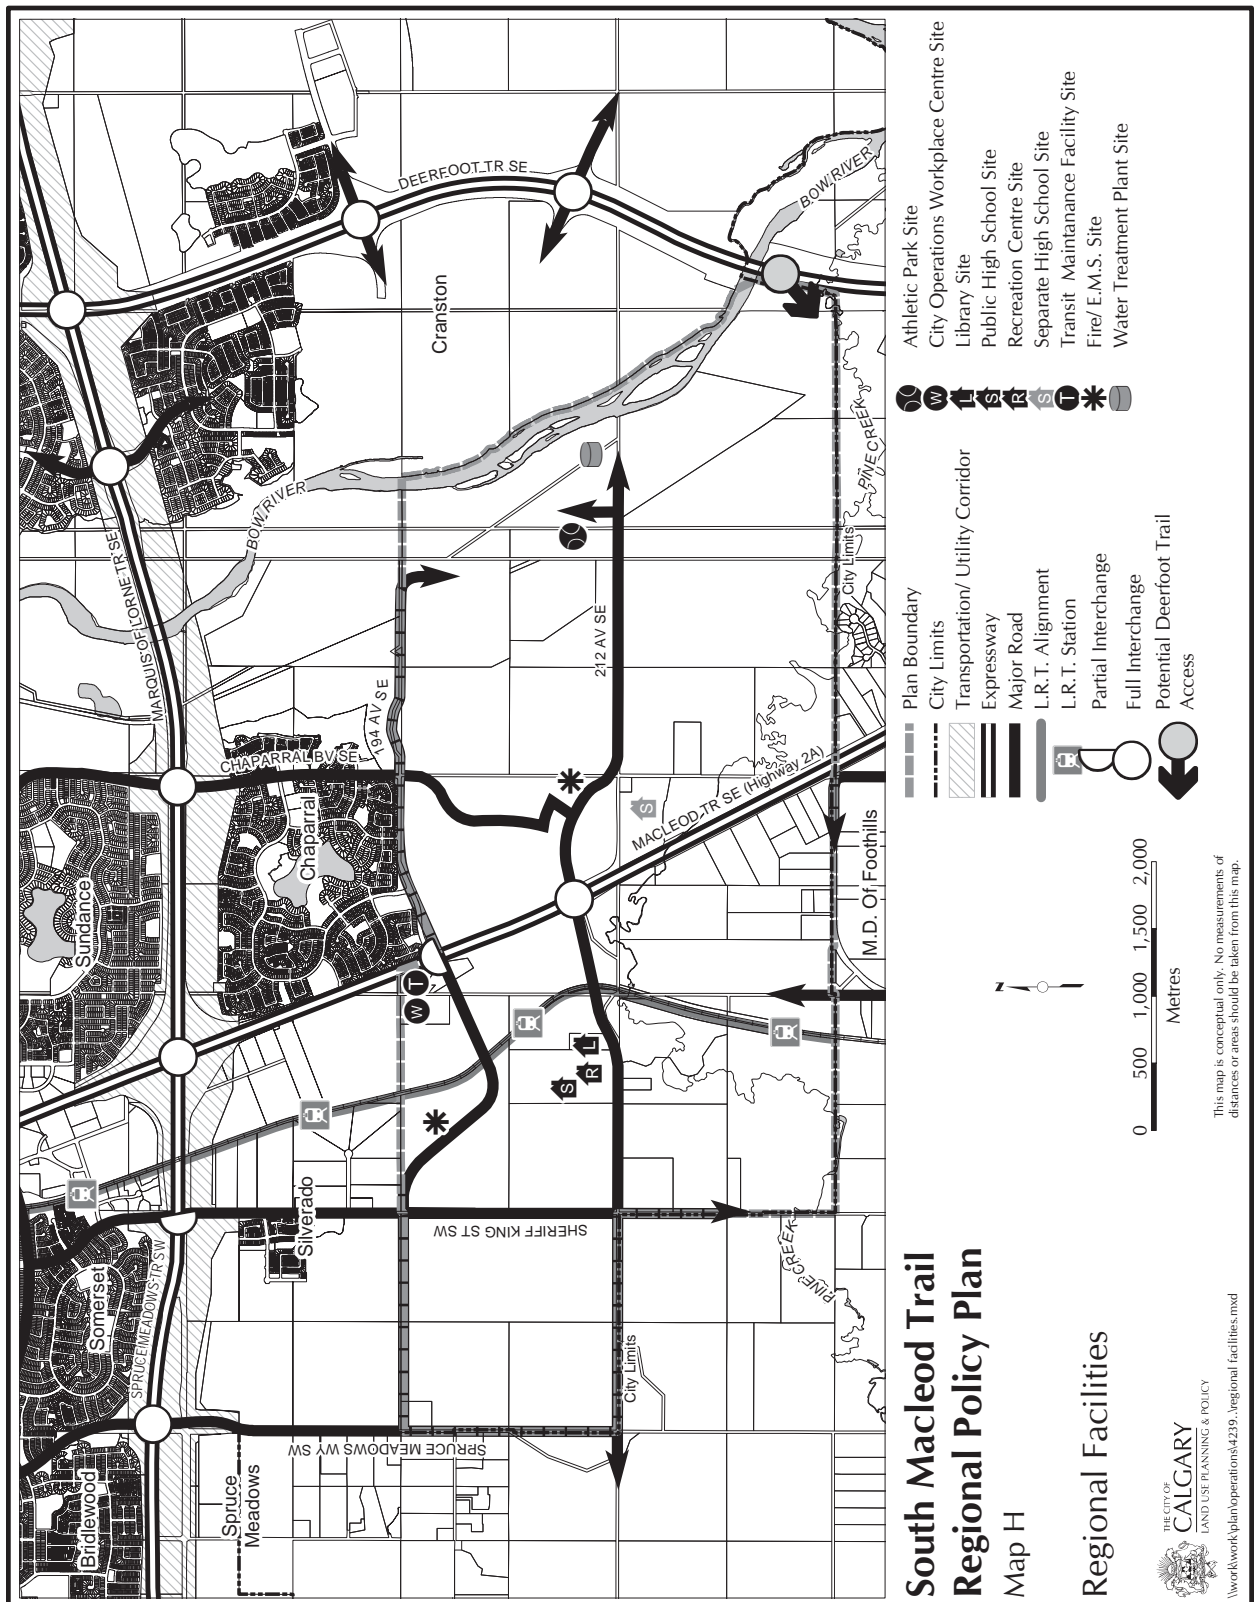 South Macleod Trail
Regional Policy Plan
Map H
Regional Facilities
THE CITY OF
CALGARY
LAND USE PLANNING & POLICY
\\work\work\plan\operations\4239...\regional facilities.mxd
Plan Boundary
City Limits
Transportation/ Utility Corridor
Expressway
Major Road
L.R.T. Alignment
L.R.T. Station
Partial Interchange
Full Interchange
Potential Deerfoot Trail
Access
Athletic Park Site
W City Operations Workplace Centre Site
L Library Site
S Public High School Site
R Recreation Centre Site
S Separate High School Site
T Transit Maintanance Facility Site
Fire/ E.M.S. Site
Water Treatment Plant Site
N
0 500 1,000 1,500 2,000
Metres
This map is conceptual only. No measurements of
distances or areas should be taken from this map.
Bridlewood
Somerset
Sundance
SPRUCE MEADOWS TR SW
MARQUIS OF LORNE TR SE
BOW RIVER
Spruce
Meadows
Silverado
Chaparral
CHAPARRAL BV SE
DEERFOOT TR SE
Cranston
SPRUCE MEADOWS WY SW
SHERIFF KING ST SW
194 AV SE
W
T
S
R
L
212 AV SE
S
MACLEOD TR SE (Highway 2A)
City Limits
City Limits
PINE CREEK
PINE CREEK
M.D. Of Foothills
BOW RIVER